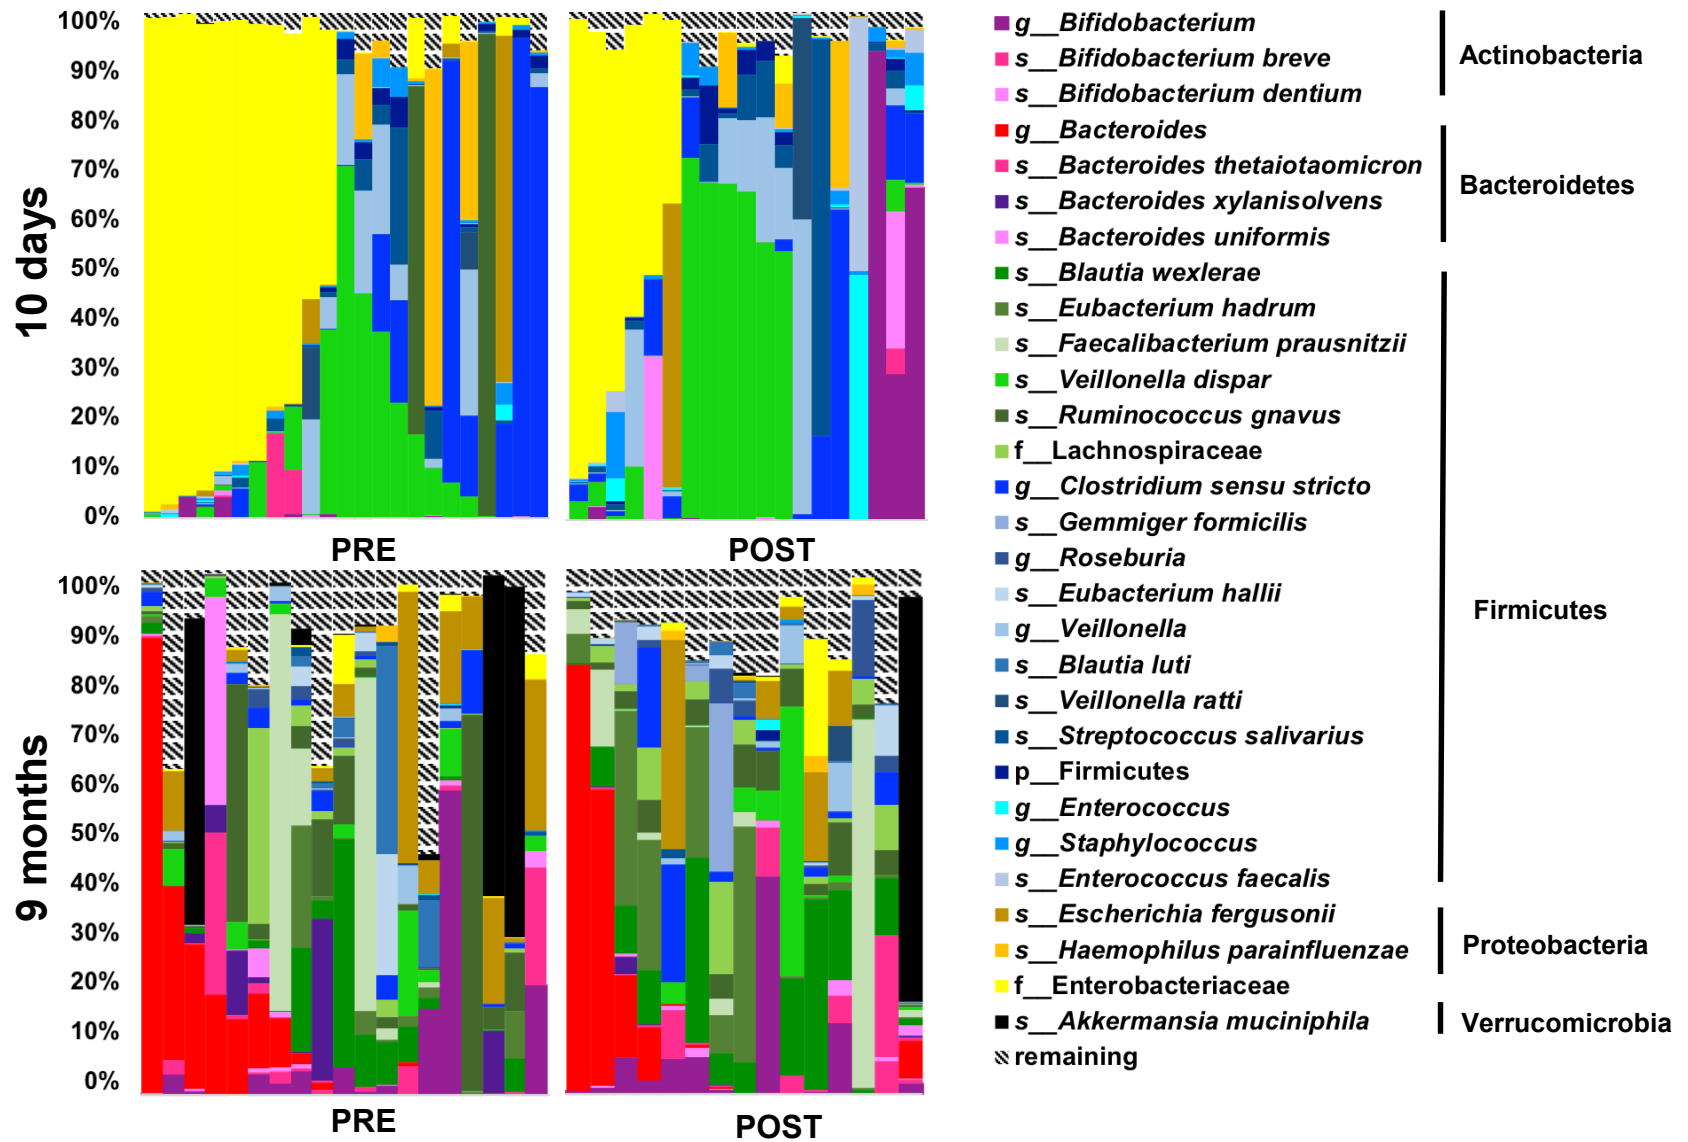 10 days
100%
90%
80%
70%
60%
50%
40%
30%
20%
10%
0%
PRE
POST
9 months
100%
90%
80%
70%
60%
50%
40%
30%
20%
10%
0%
PRE
POST
g__Bifidobacterium
s__Bifidobacterium breve
s__Bifidobacterium dentium
g__Bacteroides
s__Bacteroides thetaiotaomicron
s__Bacteroides xylanisolvens
s__Bacteroides uniformis
s__Blautia wexlerae
s__Eubacterium hadrum
s__Faecalibacterium prausnitzii
s__Veillonella dispar
s__Ruminococcus gnavus
f__Lachnospiraceae
g__Clostridium sensu stricto
s__Gemmiger formicilis
g__Roseburia
s__Eubacterium hallii
g__Veillonella
s__Blautia luti
s__Veillonella ratti
s__Streptococcus salivarius
p__Firmicutes
g__Enterococcus
g__Staphylococcus
s__Enterococcus faecalis
s__Escherichia fergusonii
s__Haemophilus parainfluenzae
f__Enterobacteriaceae
s__Akkermansia muciniphila
remaining
Actinobacteria
Bacteroidetes
Firmicutes
Proteobacteria
Verrucomicrobia